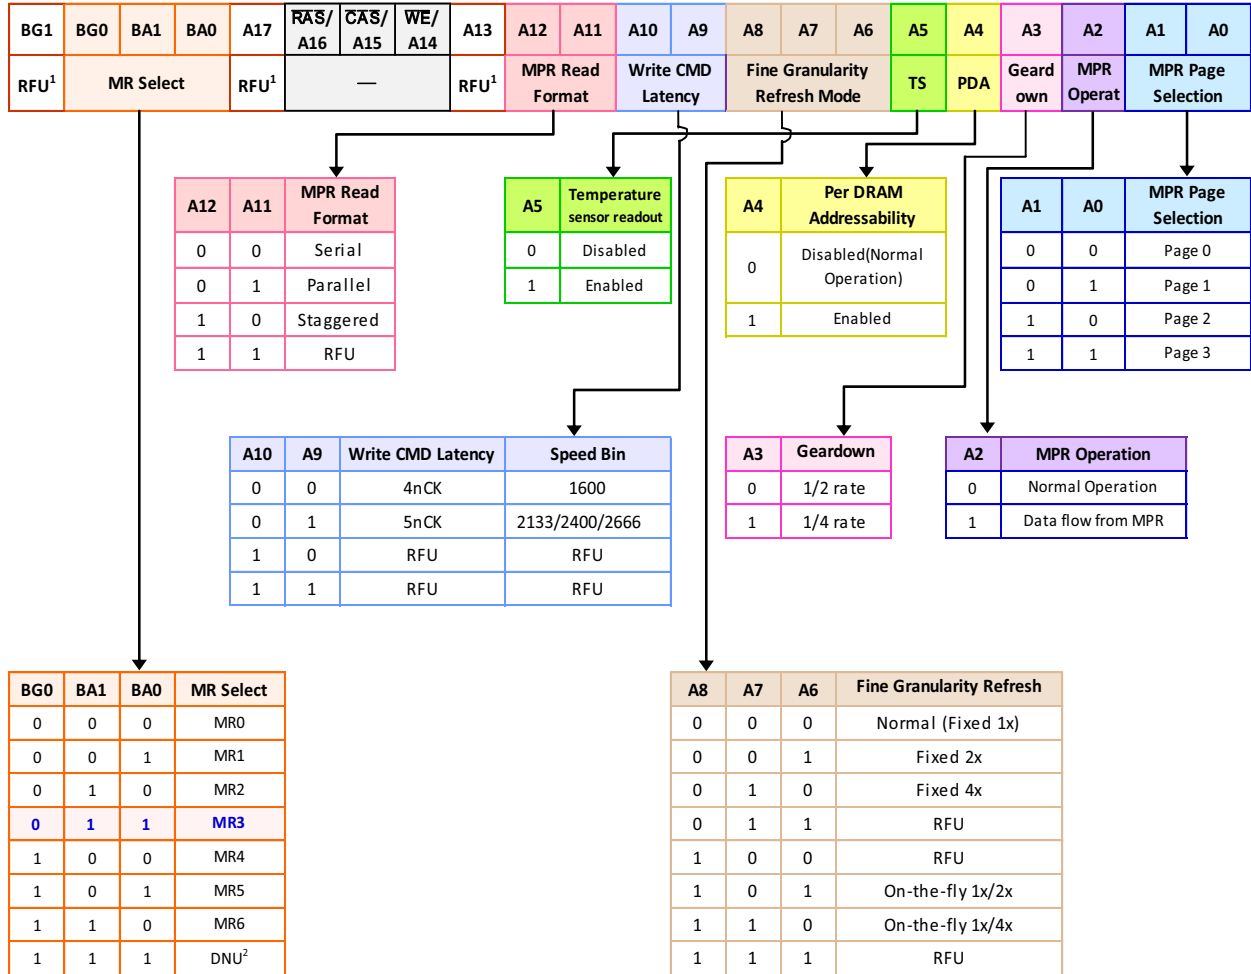 BG1 BG0 BA1 BA0 A17 RAS/ A16 CAS/ A15 WE/ A14 A13 A12 A11 A10 A9 A8 A7 A6 A5 A4 A3 A2 A1 A0
RFU1 MR Select RFU1 — RFU1 MPR Read Format Write CMD Latency Fine Granularity Refresh Mode TS PDA Geard own MPR Operat MPR Page Selection
A12 A11 MPR Read Format
0 0 Serial
0 1 Parallel
1 0 Staggered
1 1 RFU
A5 Temperature sensor readout
0 Disabled
1 Enabled
A4 Per DRAM Addressability
0 Disabled(Normal Operation)
1 Enabled
A1 A0 MPR Page Selection
0 0 Page 0
0 1 Page 1
1 0 Page 2
1 1 Page 3
A10 A9 Write CMD Latency Speed Bin
0 0 4nCK 1600
0 1 5nCK 2133/2400/2666
1 0 RFU RFU
1 1 RFU RFU
A3 Geardown
0 1/2 rate
1 1/4 rate
A2 MPR Operation
0 Normal Operation
1 Data flow from MPR
BG0 BA1 BA0 MR Select
0 0 0 MR0
0 0 1 MR1
0 1 0 MR2
0 1 1 MR3
1 0 0 MR4
1 0 1 MR5
1 1 0 MR6
1 1 1 DNU2
A8 A7 A6 Fine Granularity Refresh
0 0 0 Normal (Fixed 1x)
0 0 1 Fixed 2x
0 1 0 Fixed 4x
0 1 1 RFU
1 0 0 RFU
1 0 1 On-the-fly 1x/2x
1 1 0 On-the-fly 1x/4x
1 1 1 RFU